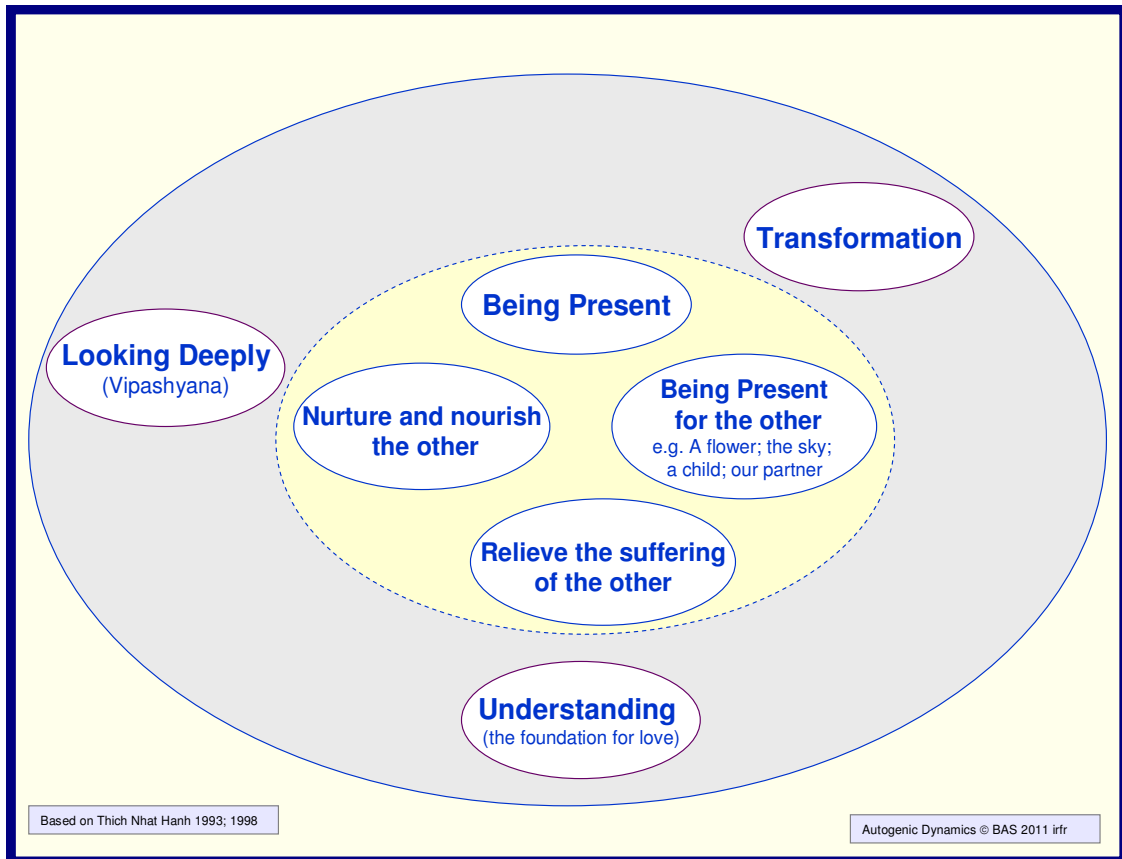 Transformation
Being Present
Looking Deeply
(Vipashyana)
Nurture and nourish
the other
Being Present
for the other
e.g. A flower; the sky;
a child; our partner
Relieve the suffering
of the other
Understanding
(the foundation for love)
Based on Thich Nhat Hanh 1993; 1998
Autogenic Dynamics © BAS 2011 irfr